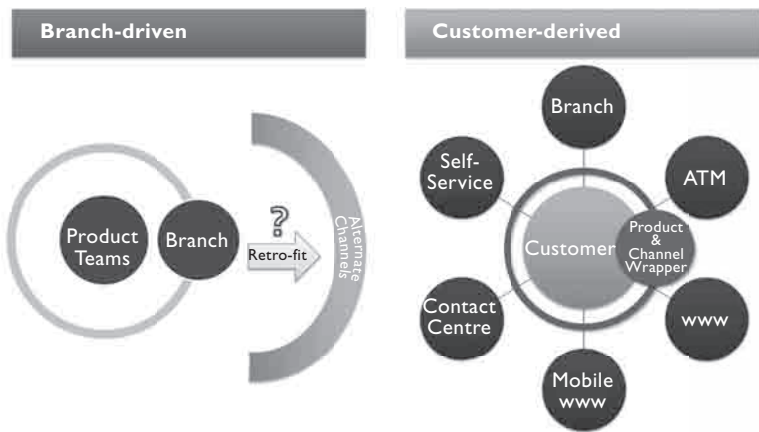 Branch-driven
Product
Teams
Branch
?
Retro-fit
Alternate
Channels
Customer-derived
Branch
Self-
Service
ATM
Customer
Product
&
Channel
Wrapper
Contact
Centre
www
Mobile
www